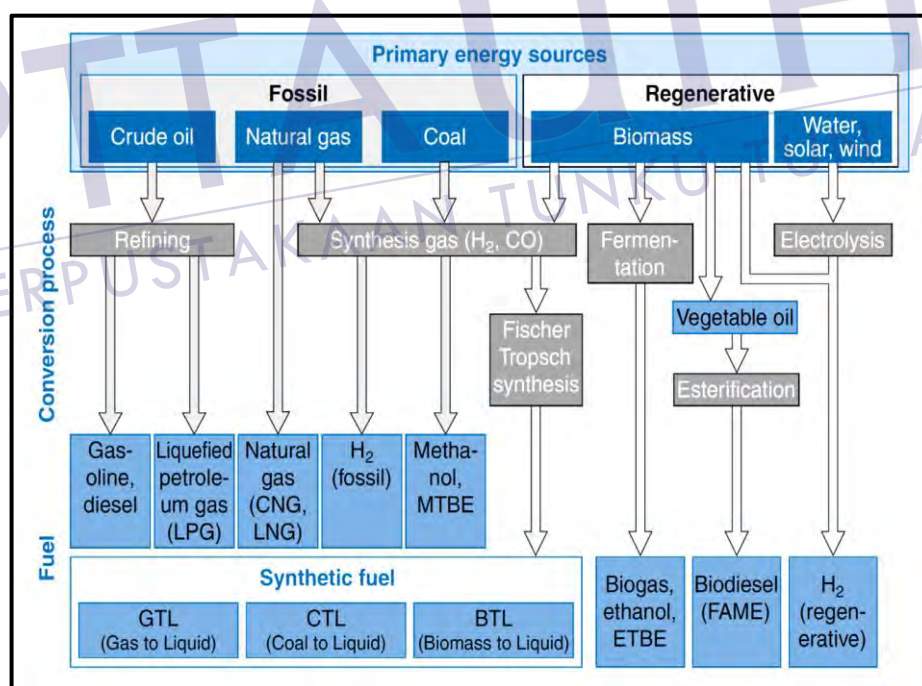 Primary energy sources
Fossil
Regenerative
Crude oil
Natural gas
Coal
Biomass
Water,
solar, wind
Conversion process
Refining
Synthesis gas (H₂, CO)
Fermen-
tation
Electrolysis
Fischer
Tropsch
synthesis
Vegetable oil
Esterification
Fuel
Gas-
oline,
diesel
Liquefied
petrole-
um gas
(LPG)
Natural
gas
(CNG,
LNG)
H₂
(fossil)
Metha-
nol,
MTBE
Synthetic fuel
GTL
(Gas to Liquid)
CTL
(Coal to Liquid)
BTL
(Biomass to Liquid)
Biogas,
ethanol,
ETBE
Biodiesel
(FAME)
H₂
(regen-
erative)
PERPUSTAKAAN TUNKU